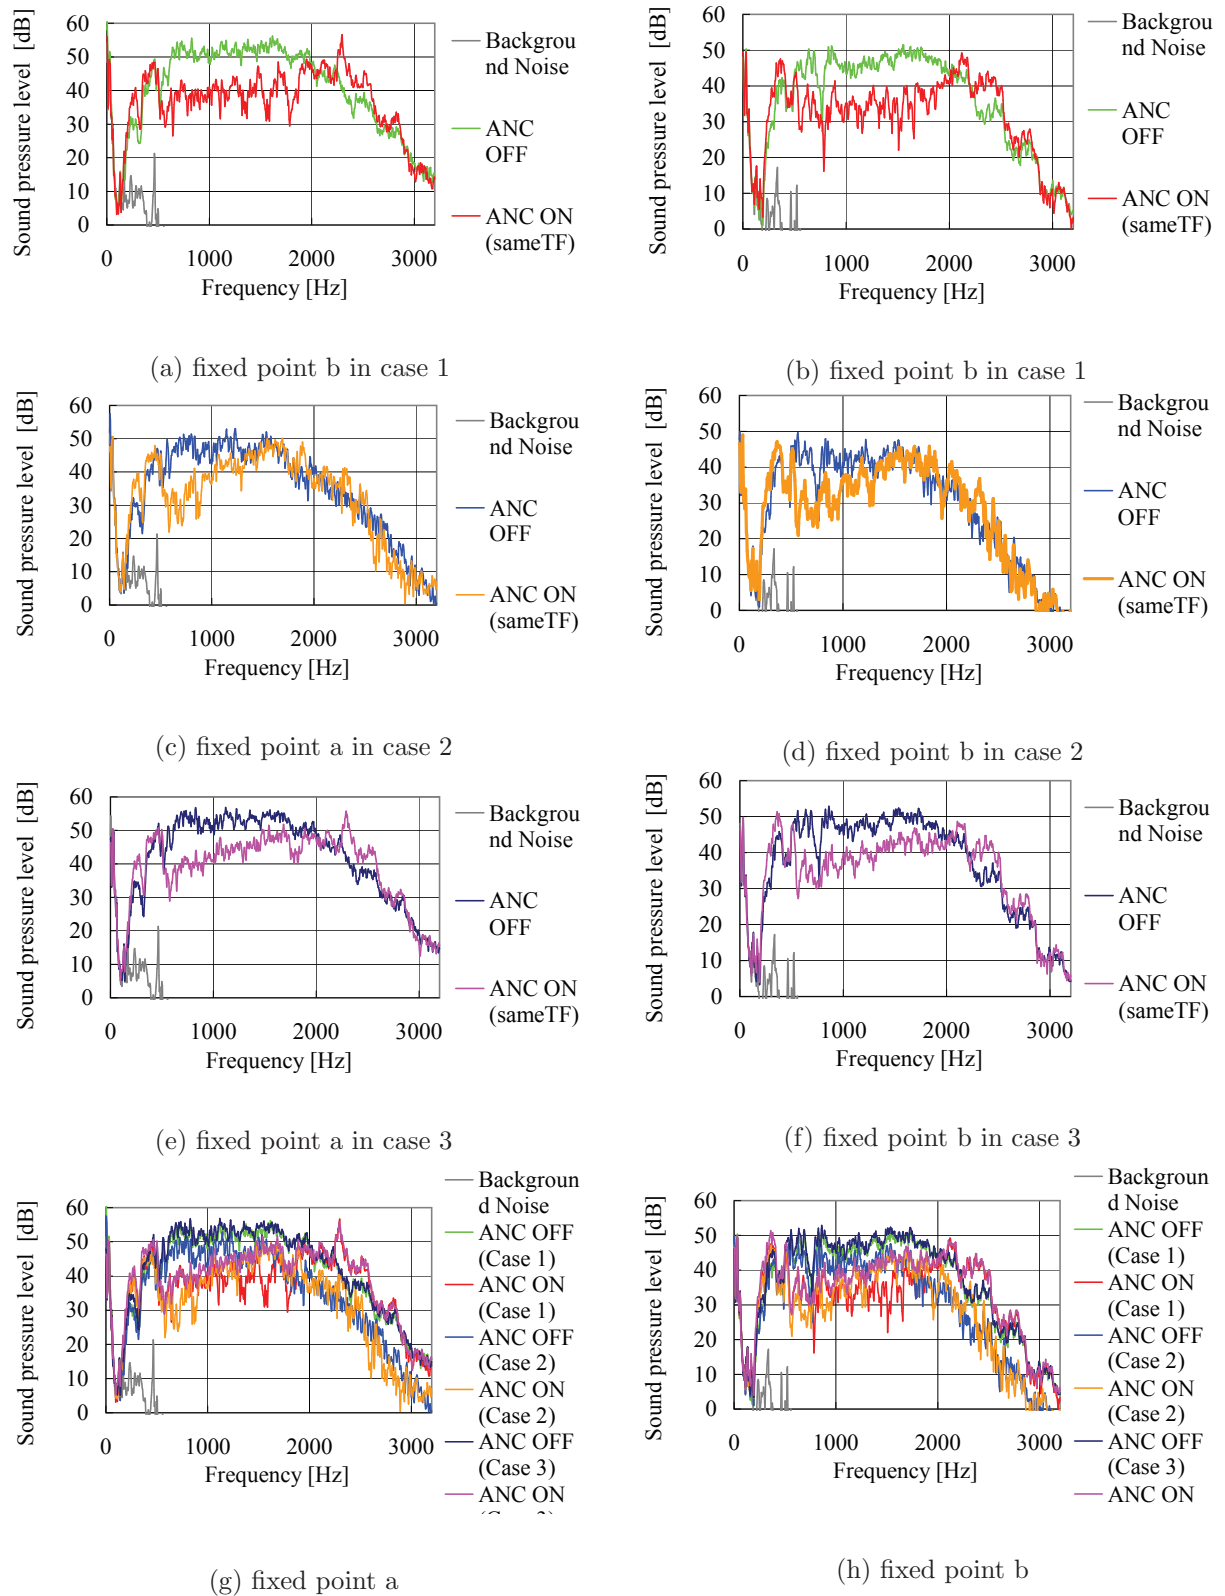 60
50
40
30
20
10
0
Sound pressure level [dB]
0 1000 2000 3000
Frequency [Hz]
Backgrou
nd Noise
ANC
OFF
ANC ON
(sameTF)
(a) fixed point b in case 1
60
50
40
30
20
10
0
Sound pressure level [dB]
0 1000 2000 3000
Frequency [Hz]
Backgrou
nd Noise
ANC
OFF
ANC ON
(sameTF)
(b) fixed point b in case 1
60
50
40
30
20
10
0
Sound pressure level [dB]
0 1000 2000 3000
Frequency [Hz]
Backgrou
nd Noise
ANC
OFF
ANC ON
(sameTF)
(c) fixed point a in case 2
60
50
40
30
20
10
0
Sound pressure level [dB]
0 1000 2000 3000
Frequency [Hz]
Backgrou
nd Noise
ANC
OFF
ANC ON
(sameTF)
(d) fixed point b in case 2
60
50
40
30
20
10
0
Sound pressure level [dB]
0 1000 2000 3000
Frequency [Hz]
Backgrou
nd Noise
ANC
OFF
ANC ON
(sameTF)
(e) fixed point a in case 3
60
50
40
30
20
10
0
Sound pressure level [dB]
0 1000 2000 3000
Frequency [Hz]
Backgrou
nd Noise
ANC
OFF
ANC ON
(sameTF)
(f) fixed point b in case 3
60
50
40
30
20
10
0
Sound pressure level [dB]
0 1000 2000 3000
Frequency [Hz]
Backgroun
d Noise
ANC OFF
(Case 1)
ANC ON
(Case 1)
ANC OFF
(Case 2)
ANC ON
(Case 2)
ANC OFF
(Case 3)
ANC ON
(g) fixed point a
60
50
40
30
20
10
0
Sound pressure level [dB]
0 1000 2000 3000
Frequency [Hz]
Backgroun
d Noise
ANC OFF
(Case 1)
ANC ON
(Case 1)
ANC OFF
(Case 2)
ANC ON
(Case 2)
ANC OFF
(Case 3)
ANC ON
(h) fixed point b